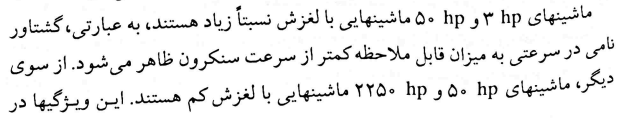 ماشینهای ۳ hp و ۵۰ hp ماشینهایی با لغزش نسبتاً زیاد هستند، به عبارتی، گشتاور
نامی در سرعتی به میزان قابل ملاحظه کمتر از سرعت سنکرون ظاهر می‌شود. از سوی
دیگر، ماشینهای ۵۰ hp و ۲۲۵۰ hp ماشینهایی با لغزش کم هستند. این ویژگیها در